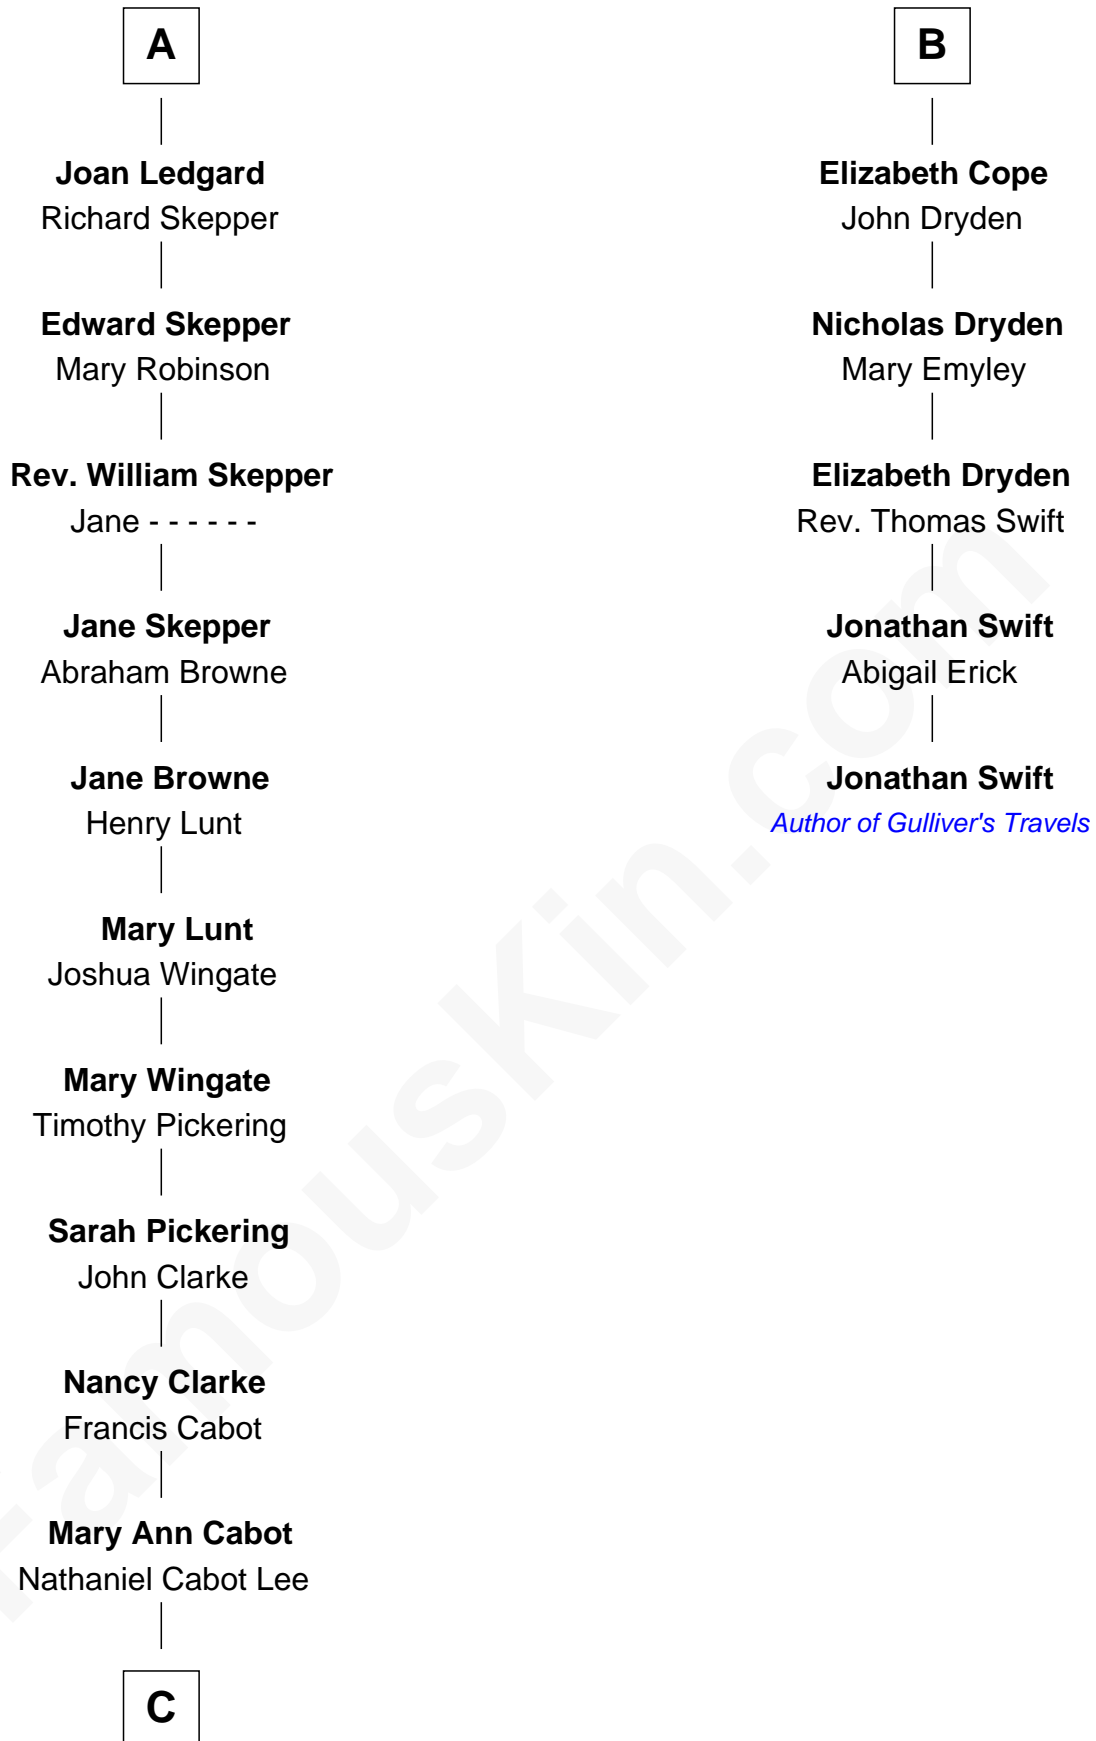 A
Joan Ledgard
Richard Skepper
Edward Skepper
Mary Robinson
Rev. William Skepper
Jane - - - - - -
Jane Skepper
Abraham Browne
Jane Browne
Henry Lunt
Mary Lunt
Joshua Wingate
Mary Wingate
Timothy Pickering
Sarah Pickering
John Clarke
Nancy Clarke
Francis Cabot
Mary Ann Cabot
Nathaniel Cabot Lee
C
B
Elizabeth Cope
John Dryden
Nicholas Dryden
Mary Emyley
Elizabeth Dryden
Rev. Thomas Swift
Jonathan Swift
Abigail Erick
Jonathan Swift
Author of Gulliver's Travels
FamousKin.com